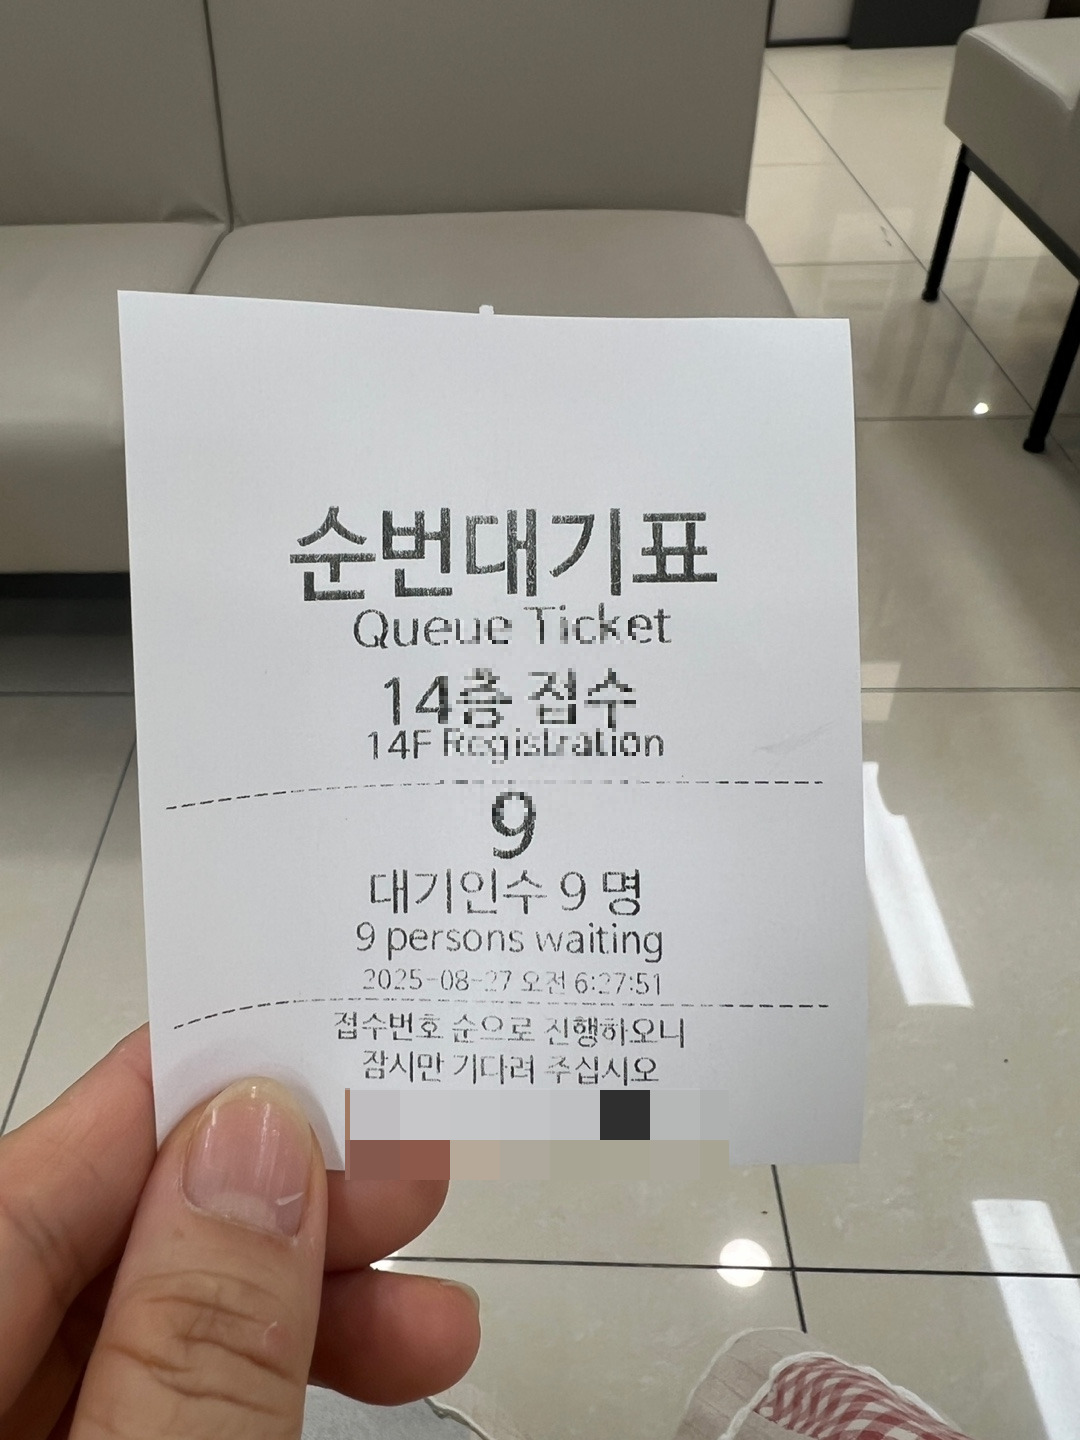 순번대기표
Queue Ticket
14층 접수
14F Registration
9
대기인수 9 명
9 persons waiting
2025-08-27 오전 6:27:51
접수번호 순으로 진행하오니
잠시만 기다려 주십시오